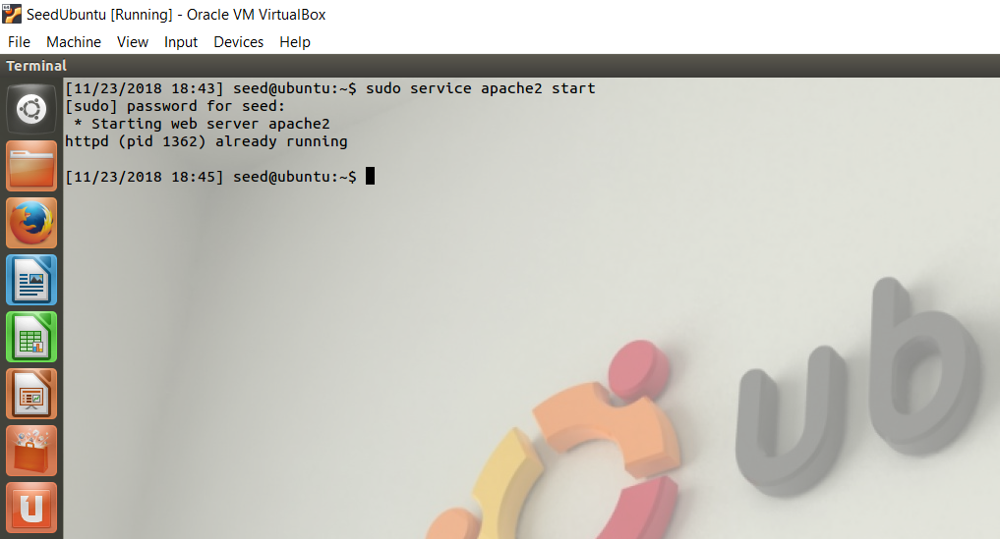 SeedUbuntu [Running] - Oracle VM VirtualBox
File Machine View Input Devices Help
Terminal
[11/23/2018 18:43] seed@ubuntu:~$ sudo service apache2 start
[sudo] password for seed:
 * Starting web server apache2
httpd (pid 1362) already running
[11/23/2018 18:45] seed@ubuntu:~$
ub
U